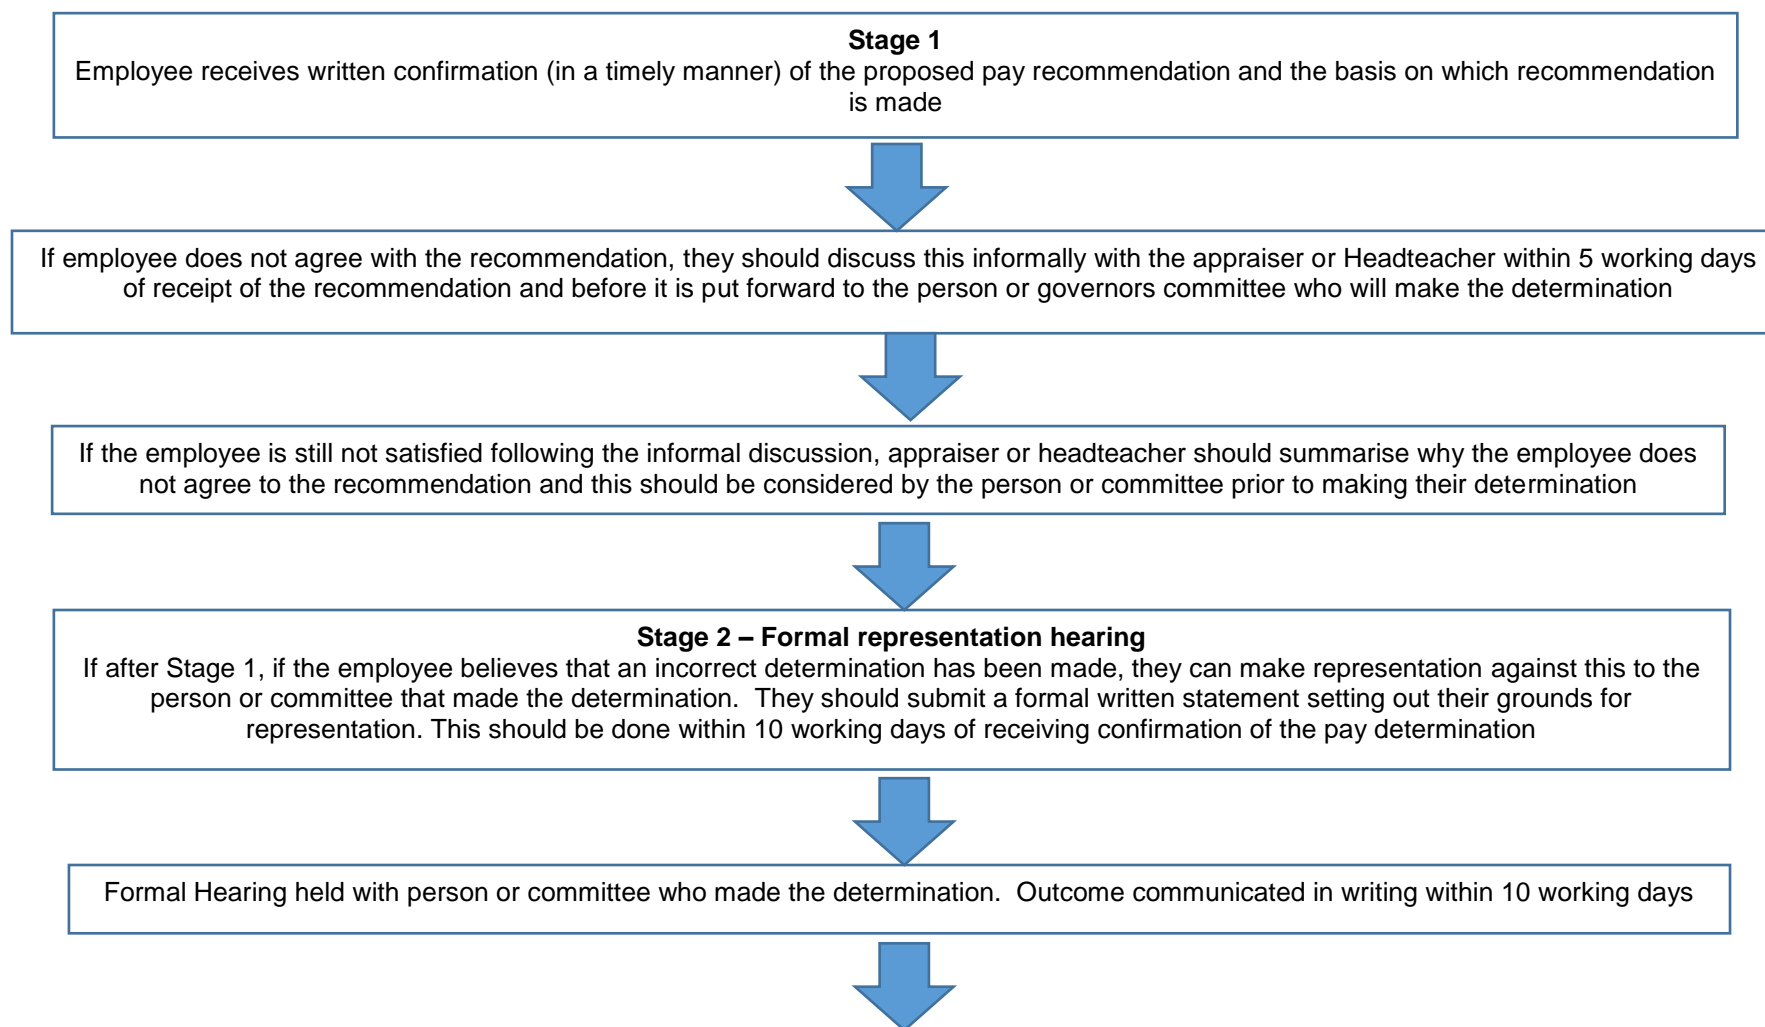 Stage 1
Employee receives written confirmation (in a timely manner) of the proposed pay recommendation and the basis on which recommendation
is made
If employee does not agree with the recommendation, they should discuss this informally with the appraiser or Headteacher within 5 working days
of receipt of the recommendation and before it is put forward to the person or governors committee who will make the determination
If the employee is still not satisfied following the informal discussion, appraiser or headteacher should summarise why the employee does
not agree to the recommendation and this should be considered by the person or committee prior to making their determination
Stage 2 – Formal representation hearing
If after Stage 1, if the employee believes that an incorrect determination has been made, they can make representation against this to the
person or committee that made the determination.  They should submit a formal written statement setting out their grounds for
representation. This should be done within 10 working days of receiving confirmation of the pay determination
Formal Hearing held with person or committee who made the determination.  Outcome communicated in writing within 10 working days